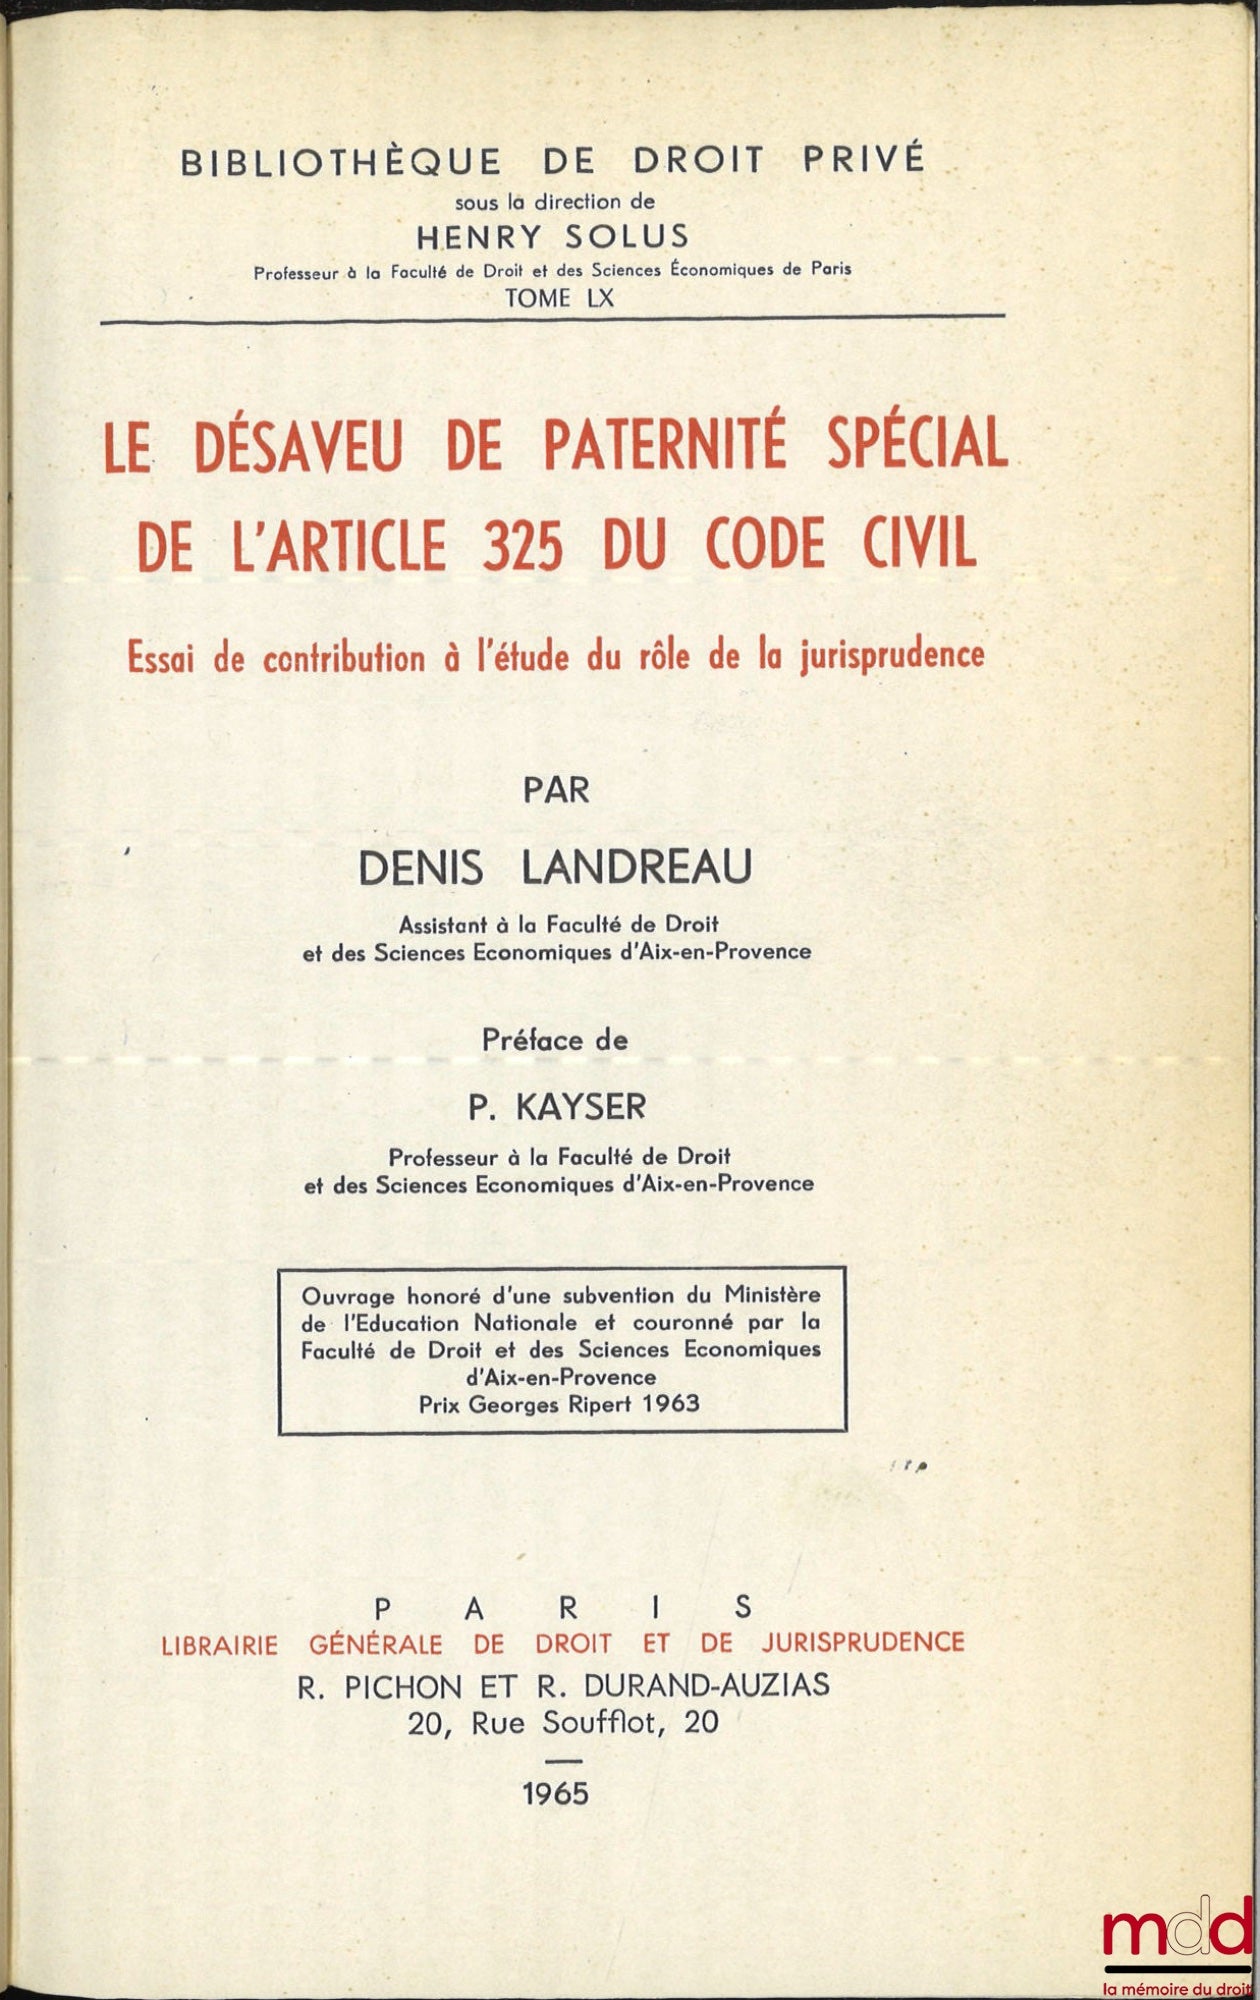 BIBLIOTHÈQUE DE DROIT PRIVÉ
sous la direction de
HENRY SOLUS
Professeur à la Faculté de Droit et des Sciences Économiques de Paris
TOME LX
LE DÉSAVEU DE PATERNITÉ SPÉCIAL
DE L'ARTICLE 325 DU CODE CIVIL
Essai de contribution à l'étude du rôle de la jurisprudence
PAR
DENIS LANDREAU
Assistant à la Faculté de Droit
et des Sciences Economiques d'Aix-en-Provence
Préface de
P. KAYSER
Professeur à la Faculté de Droit
et des Sciences Economiques d'Aix-en-Provence
Ouvrage honoré d'une subvention du Ministère
de l'Education Nationale et couronné par la
Faculté de Droit et des Sciences Economiques
d'Aix-en-Provence
Prix Georges Ripert 1963
PARIS
LIBRAIRIE GÉNÉRALE DE DROIT ET DE JURISPRUDENCE
R. PICHON ET R. DURAND-AUZIAS
20, Rue Soufflot, 20
1965
mdd
la mémoire du droit